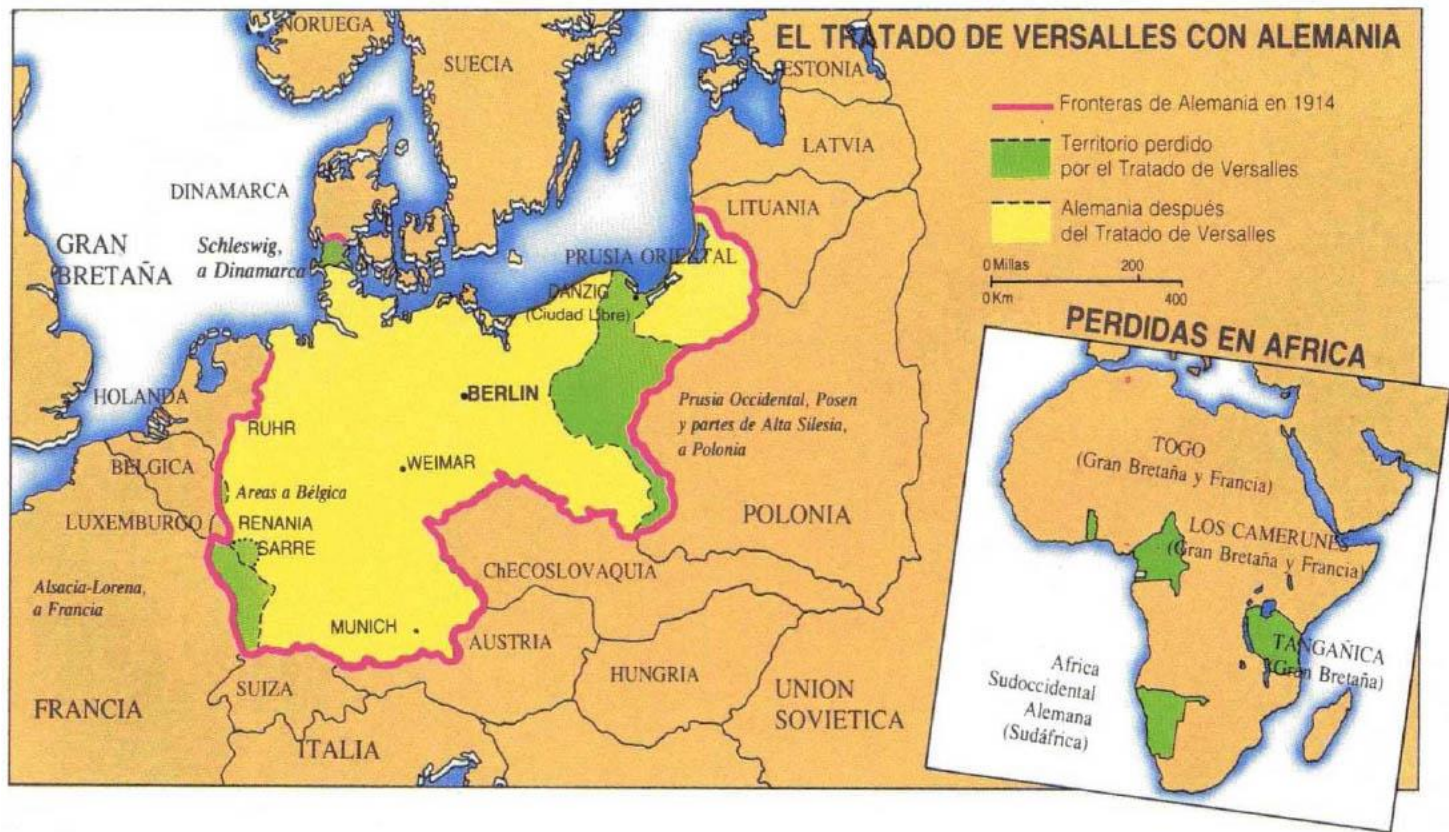 NORUEGA
SUECIA
EL TRATADO DE VERSALLES CON ALEMANIA
ESTONIA
Fronteras de Alemania en 1914
Territorio perdido
por el Tratado de Versalles
LATVIA
DINAMARCA
LITUANIA
Alemania después
del Tratado de Versalles
GRAN
BRETAÑA
Schleswig,
a Dinamarca
PRUSIA ORIENTAL
0 Millas 200
0 Km 400
DANZIG
(Ciudad Libre)
PERDIDAS EN AFRICA
HOLANDA
BERLIN
Prusia Occidental, Posen
y partes de Alta Silesia,
a Polonia
RUHR
BELGICA
WEIMAR
TOGO
(Gran Bretaña y Francia)
Areas a Bélgica
LUXEMBURGO
RENANIA
POLONIA
SARRE
LOS CAMERUNES
(Gran Bretaña y Francia)
Alsacia-Lorena,
a Francia
ChECOSLOVAQUIA
MUNICH
AUSTRIA
HUNGRIA
TANGAÑICA
(Gran Bretaña)
Africa
Sudoccidental
Alemana
(Sudáfrica)
SUIZA
FRANCIA
UNION
SOVIETICA
ITALIA